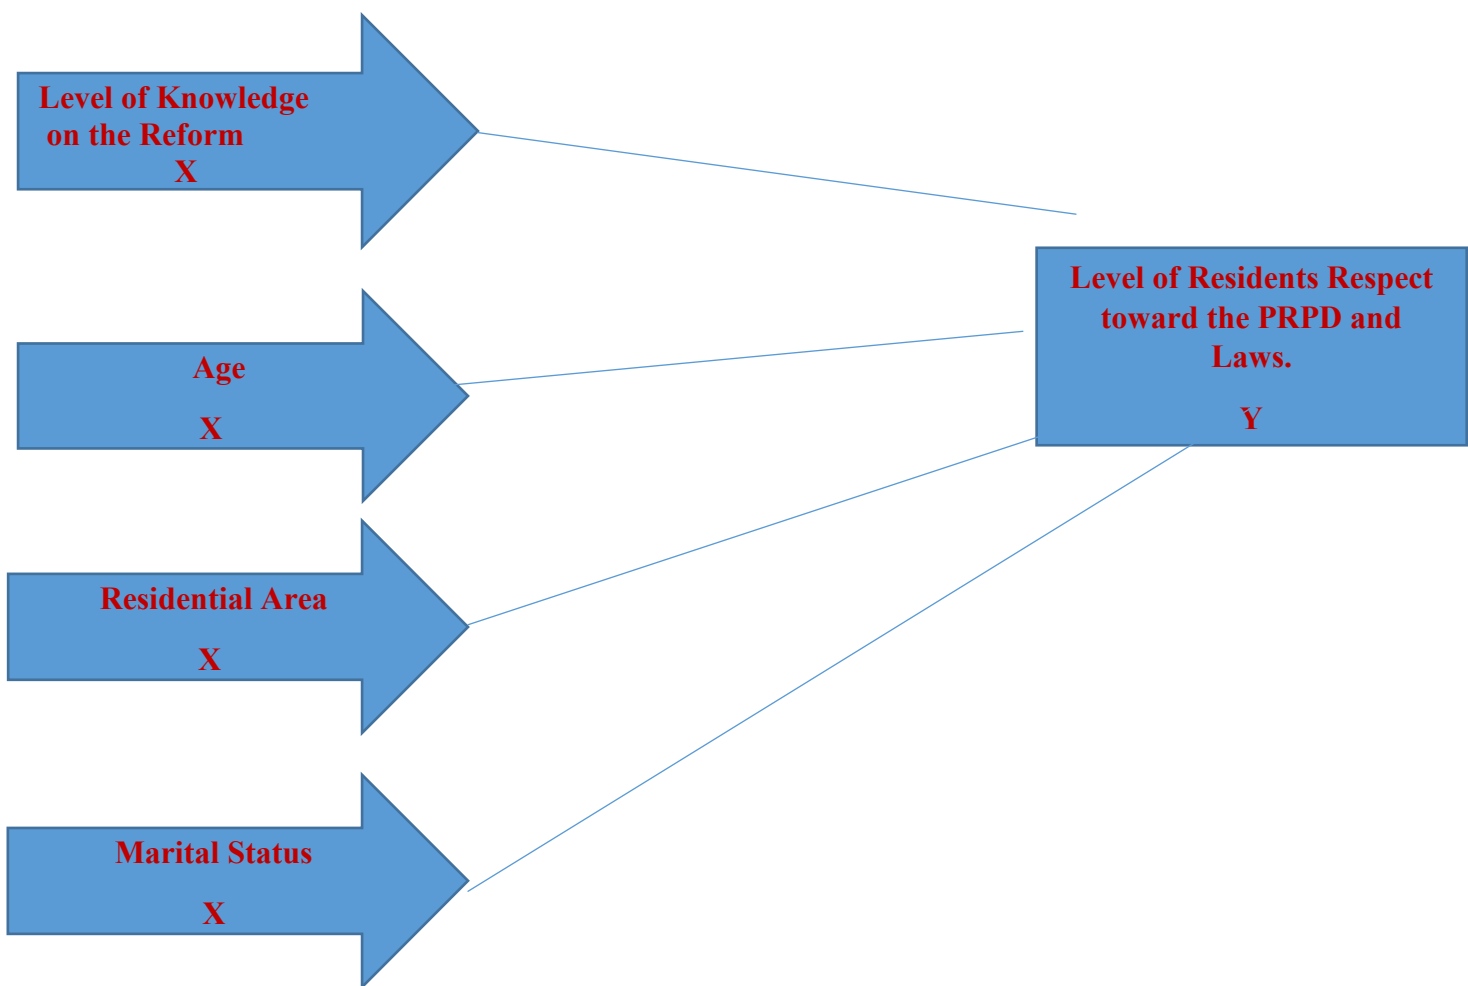 Level of Knowledge
on the Reform
X
Age
X
Residential Area
X
Marital Status
X
Level of Residents Respect
toward the PRPD and
Laws.
Y